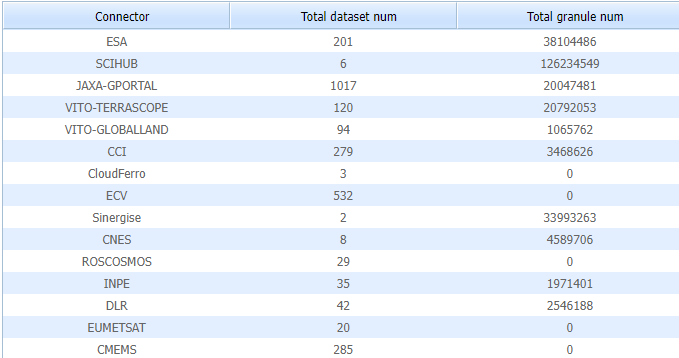 Connector Total dataset num Total granule num
ESA 201 38104486
SCIHUB 6 126234549
JAXA-GPORTAL 1017 20047481
VITO-TERRASCOPE 120 20792053
VITO-GLOBALLAND 94 1065762
CCI 279 3468626
CloudFerro 3 0
ECV 532 0
Sinergise 2 33993263
CNES 8 4589706
ROSCOSMOS 29 0
INPE 35 1971401
DLR 42 2546188
EUMETSAT 20 0
CMEMS 285 0